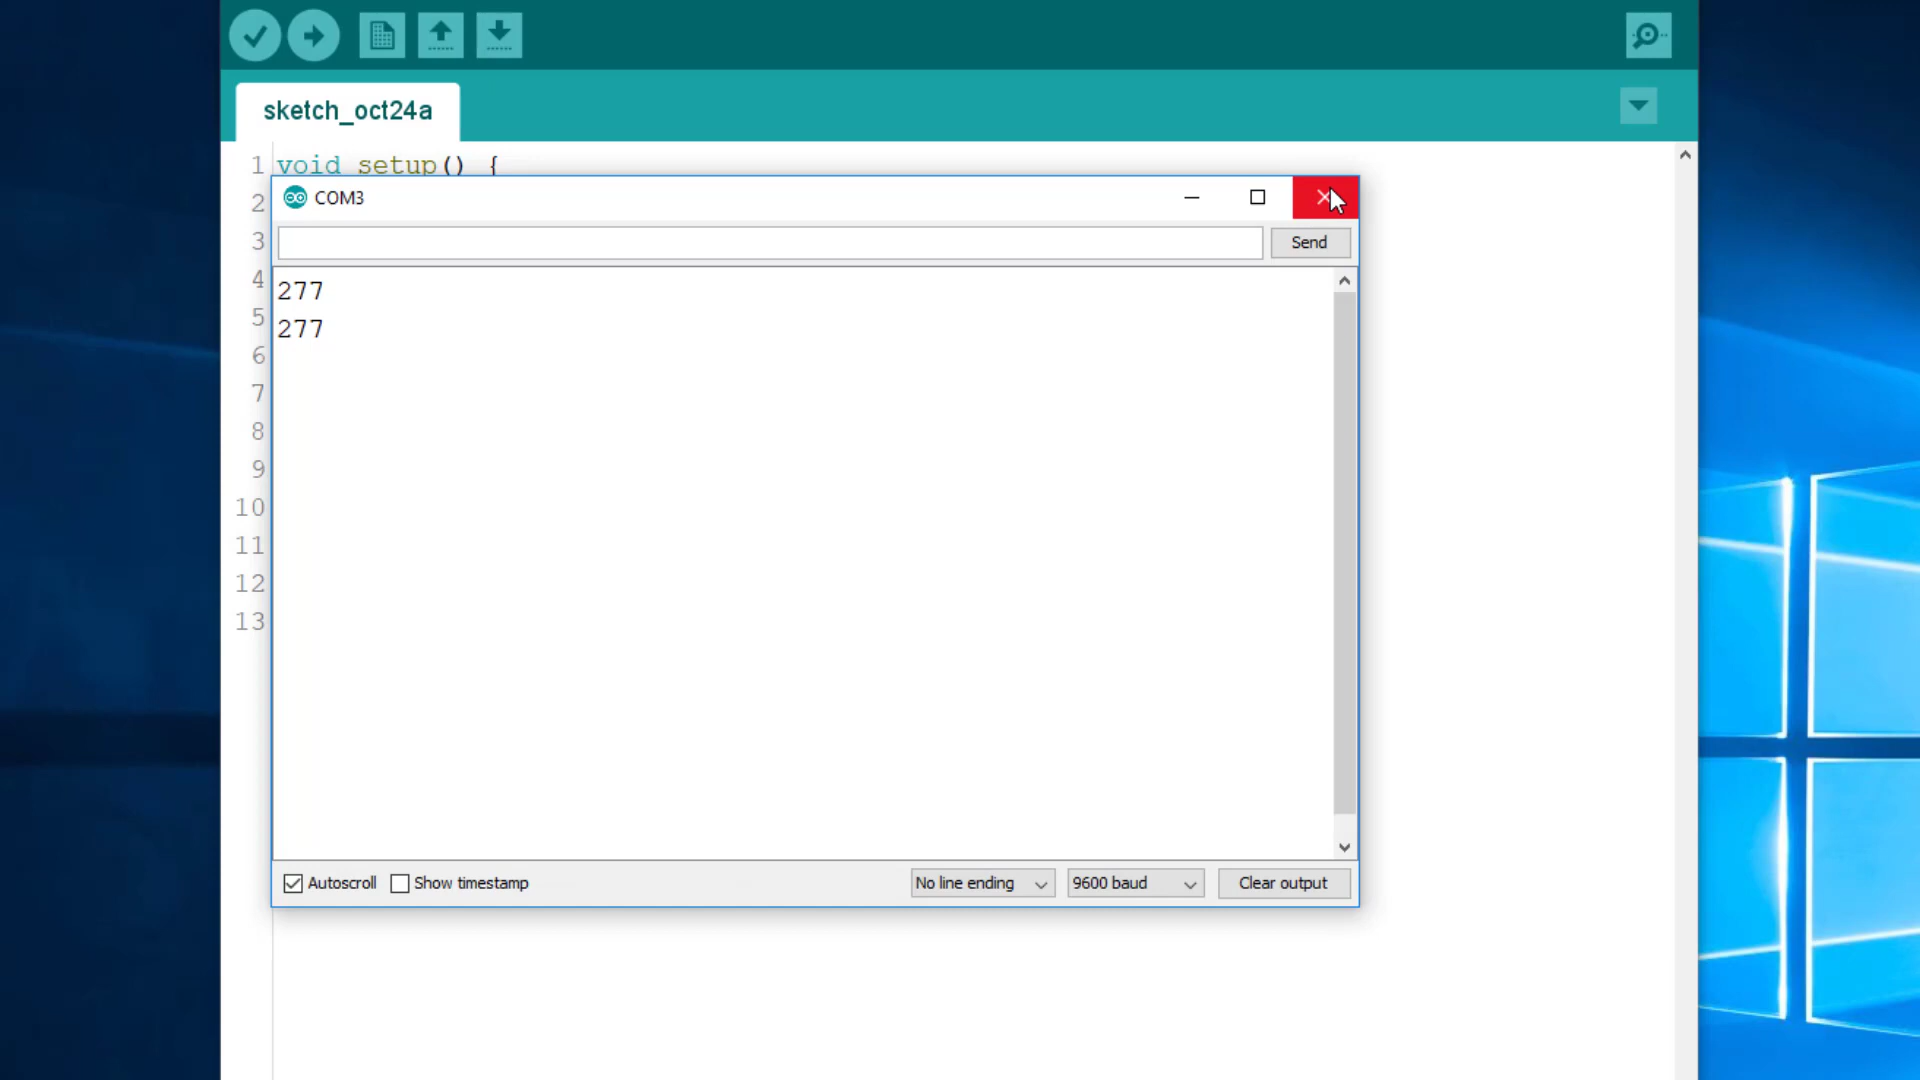 sketch_oct24a
1 void setup() {
2
3
4
5
6
7
8
9
10
11
12
13
COM3
Send
277
277
Autoscroll Show timestamp No line ending 9600 baud Clear output